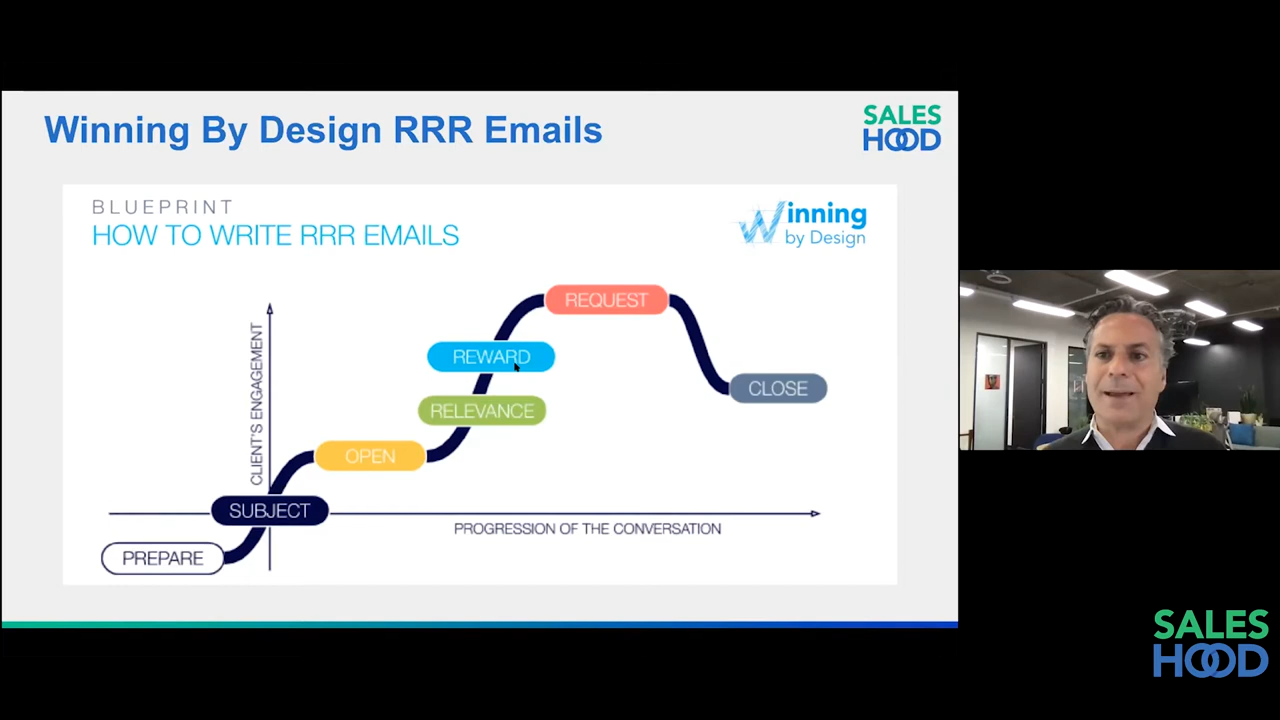 Winning By Design RRR Emails
SALES
HOOD
BLUEPRINT
HOW TO WRITE RRR EMAILS
Winning
by Design
REQUEST
CLIENT'S ENGAGEMENT
REWARD
CLOSE
RELEVANCE
OPEN
SUBJECT
PROGRESSION OF THE CONVERSATION
PREPARE
SALES
HOOD